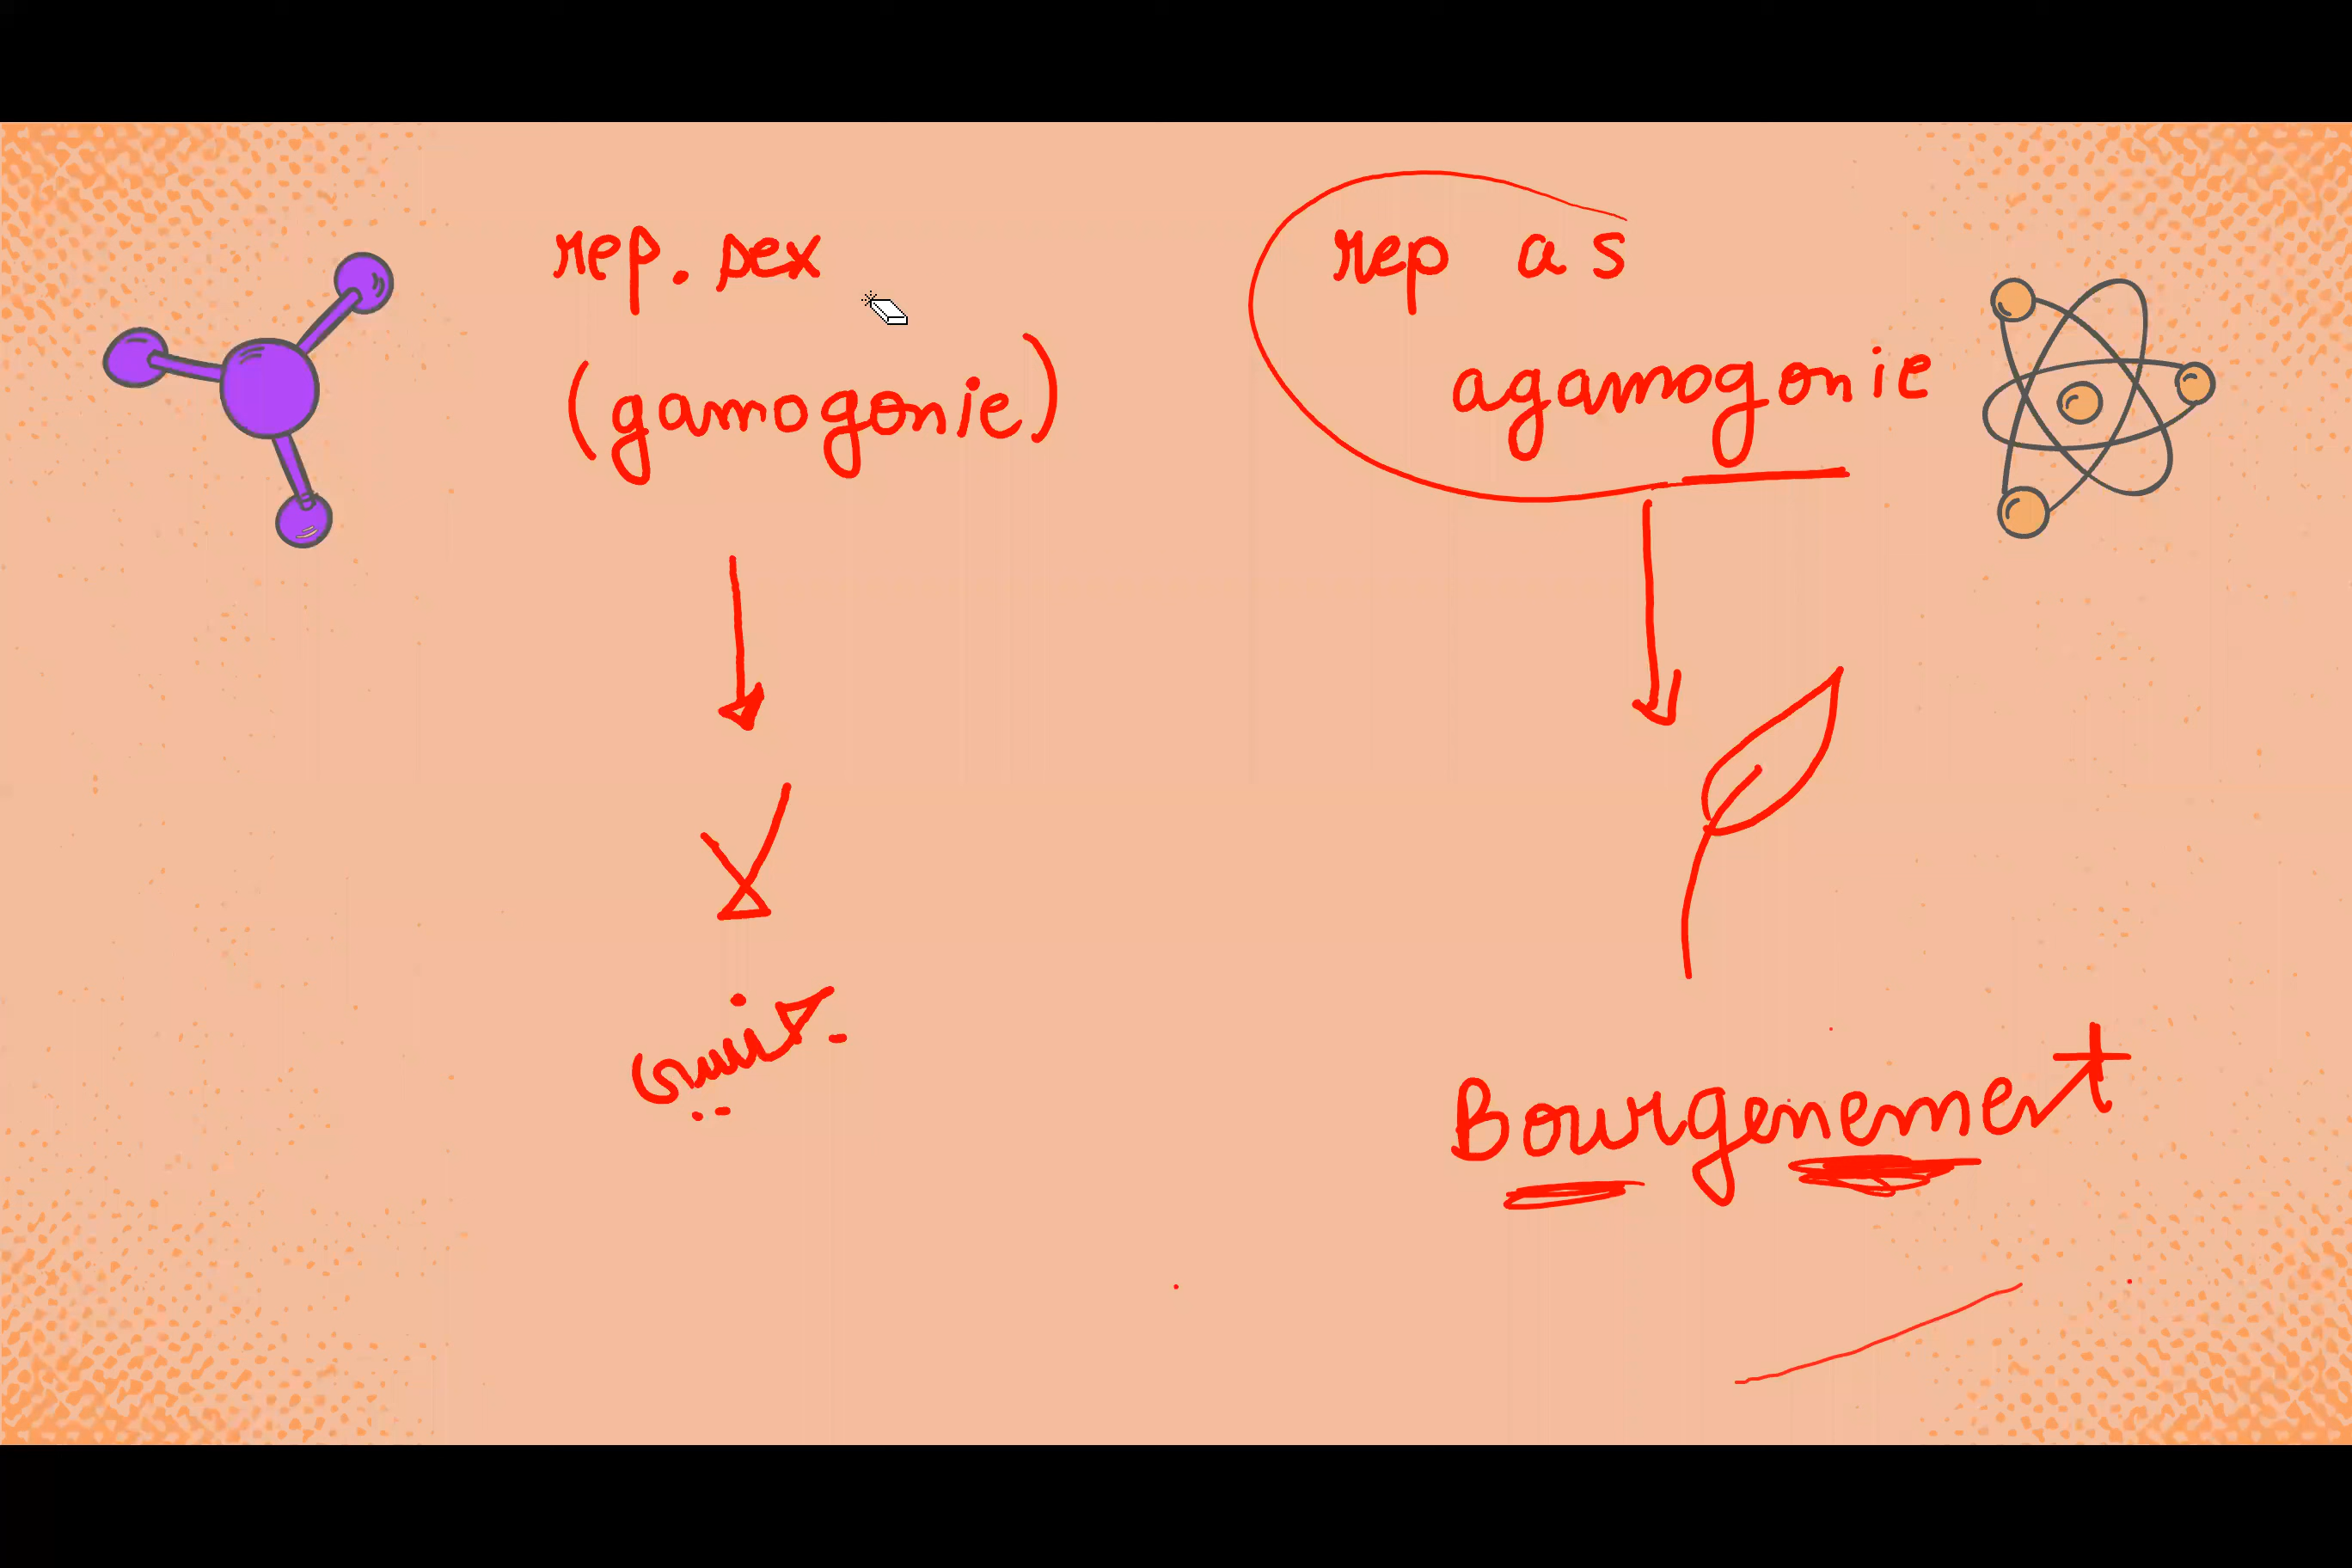 rep. sex
(gamogonie)
rep as
agamogonie
Bourgenement